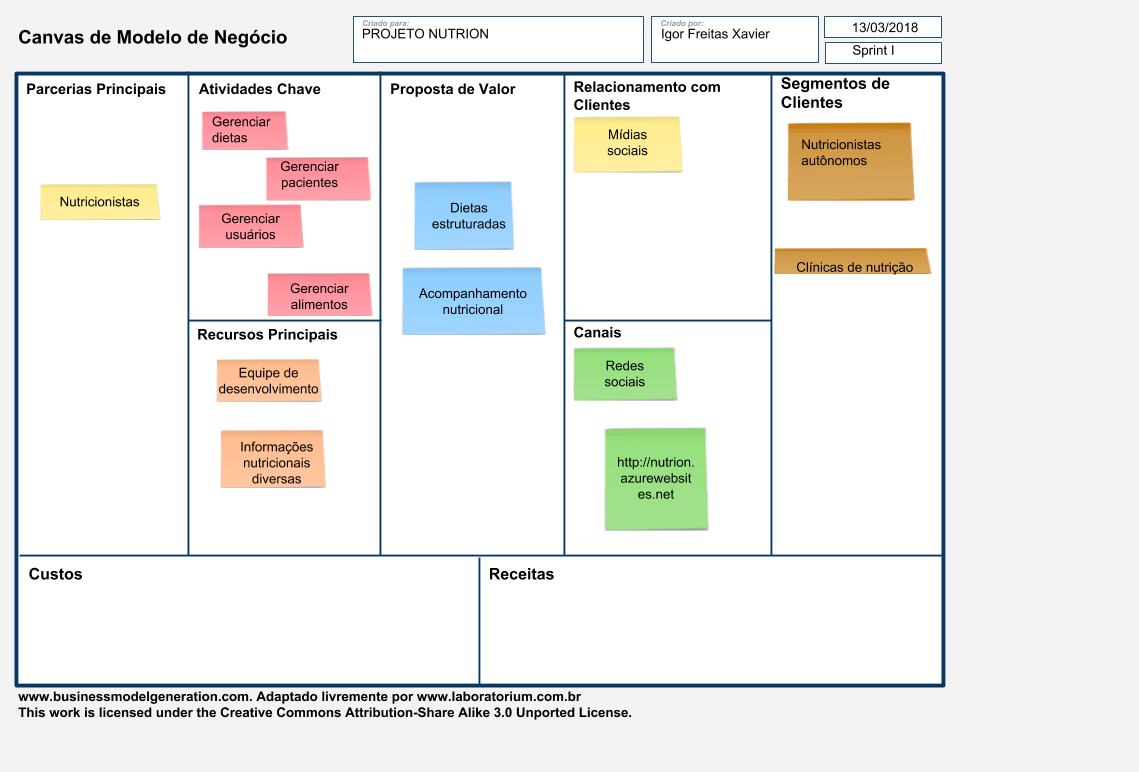 Canvas de Modelo de Negócio
Criado para:
PROJETO NUTRION
Criado por:
Igor Freitas Xavier
13/03/2018
Sprint I
Parcerias Principais
Nutricionistas
Atividades Chave
Gerenciar
dietas
Gerenciar
pacientes
Gerenciar
usuários
Gerenciar
alimentos
Recursos Principais
Equipe de
desenvolvimento
Informações
nutricionais
diversas
Proposta de Valor
Dietas
estruturadas
Acompanhamento
nutricional
Relacionamento com
Clientes
Mídias
sociais
Canais
Redes
sociais
http://nutrion.
azurewebsit
es.net
Segmentos de
Clientes
Nutricionistas
autônomos
Clínicas de nutrição
Custos
Receitas
www.businessmodelgeneration.com. Adaptado livremente por www.laboratorium.com.br
This work is licensed under the Creative Commons Attribution-Share Alike 3.0 Unported License.